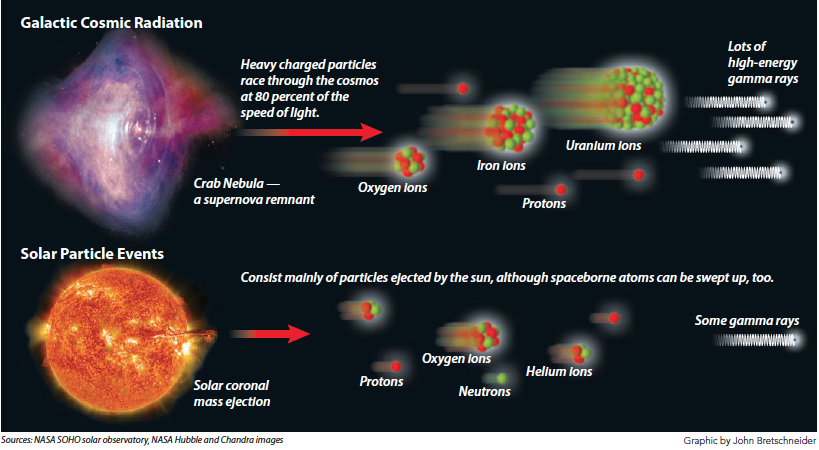 Galactic Cosmic Radiation
Heavy charged particles
race through the cosmos
at 80 percent of the
speed of light.
Lots of
high-energy
gamma rays
Uranium ions
Iron ions
Oxygen ions
Crab Nebula —
a supernova remnant
Protons
Solar Particle Events
Consist mainly of particles ejected by the sun, although spaceborne atoms can be swept up, too.
Some gamma rays
Oxygen Ions
Helium ions
Protons
Neutrons
Solar coronal
mass ejection
Sources: NASA SOHO solar observatory, NASA Hubble and Chandra images
Graphic by John Bretschneider